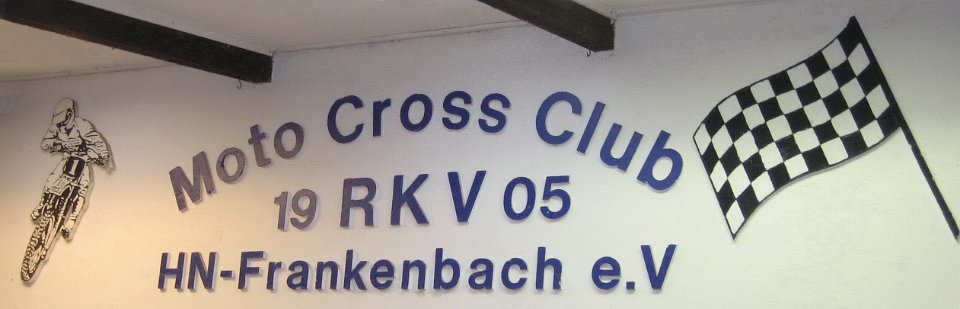 Moto Cross Club
19 RKV 05
HN-Frankenbach e.V